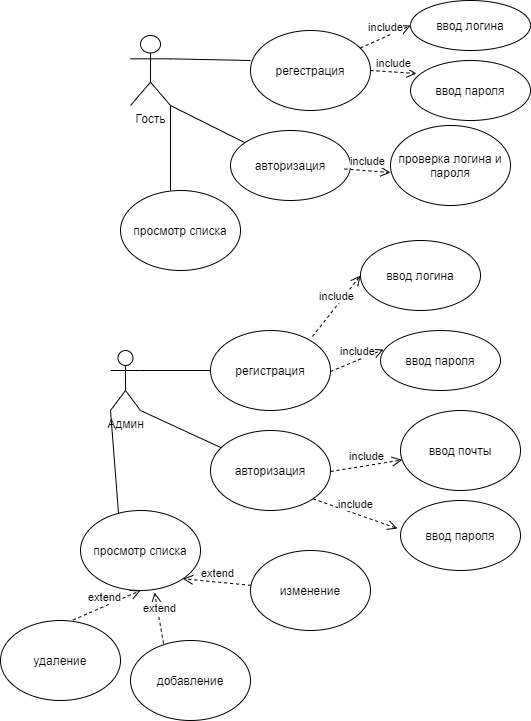 ввод логина
include
регестрация
include
ввод пароля
Гость
авторизация
include
проверка логина и
пароля
просмотр списка
ввод логина
include
регистрация
include
ввод пароля
Админ
авторизация
include
ввод почты
include
ввод пароля
просмотр списка
extend
изменение
extend
extend
удаление
добавление